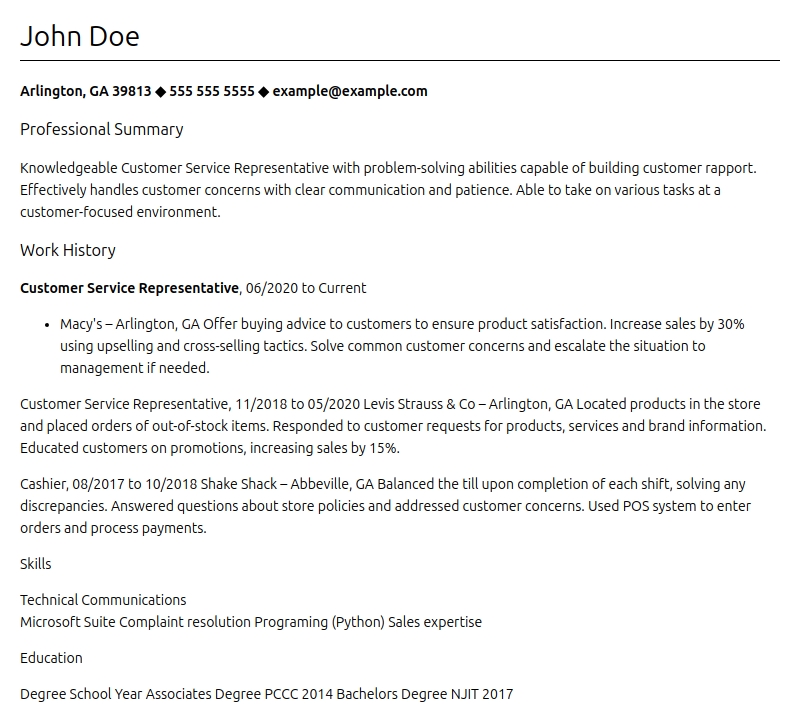 John Doe
Arlington, GA 39813 ◆ 555 555 5555 ◆ example@example.com
Professional Summary
Knowledgeable Customer Service Representative with problem-solving abilities capable of building customer rapport.
Effectively handles customer concerns with clear communication and patience. Able to take on various tasks at a
customer-focused environment.
Work History
Customer Service Representative, 06/2020 to Current
• Macy's – Arlington, GA Offer buying advice to customers to ensure product satisfaction. Increase sales by 30%
using upselling and cross-selling tactics. Solve common customer concerns and escalate the situation to
management if needed.
Customer Service Representative, 11/2018 to 05/2020 Levis Strauss & Co – Arlington, GA Located products in the store
and placed orders of out-of-stock items. Responded to customer requests for products, services and brand information.
Educated customers on promotions, increasing sales by 15%.
Cashier, 08/2017 to 10/2018 Shake Shack – Abbeville, GA Balanced the till upon completion of each shift, solving any
discrepancies. Answered questions about store policies and addressed customer concerns. Used POS system to enter
orders and process payments.
Skills
Technical Communications
Microsoft Suite Complaint resolution Programing (Python) Sales expertise
Education
Degree School Year Associates Degree PCCC 2014 Bachelors Degree NJIT 2017